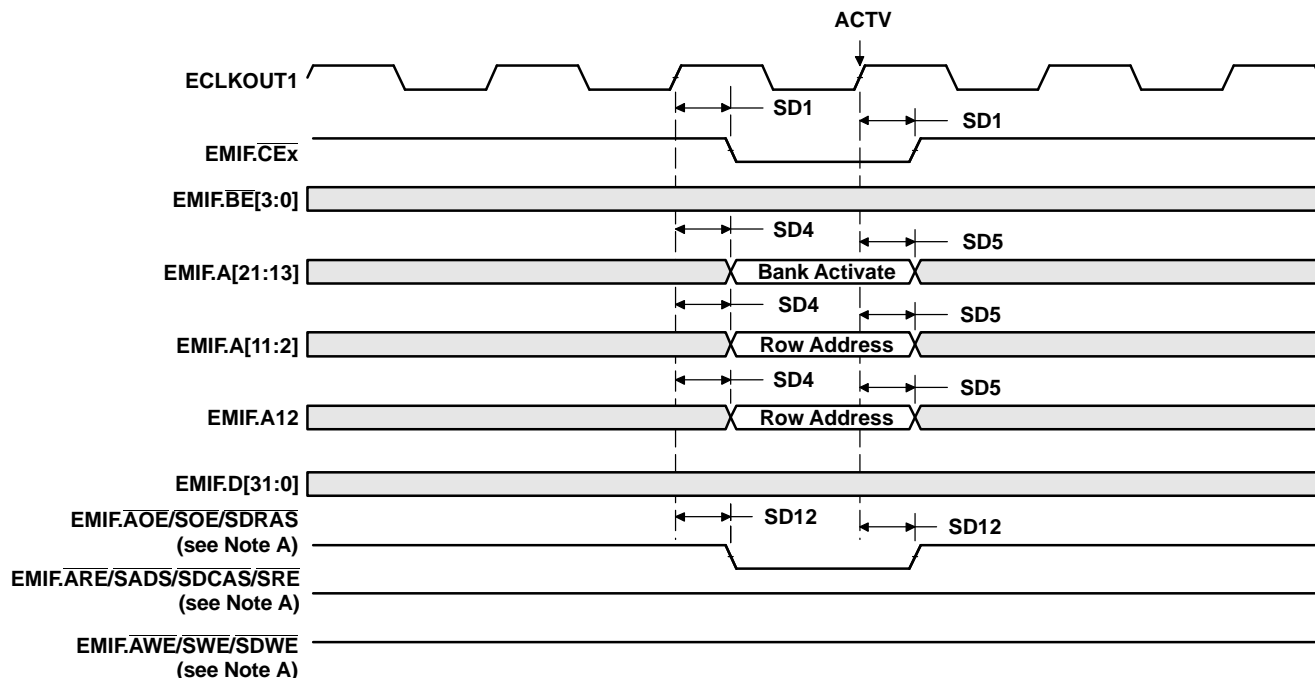 ACTV
ECLKOUT1
SD1
SD1
EMIF.CEx
EMIF.BE[3:0]
SD4
SD5
EMIF.A[21:13]
Bank Activate
SD4
SD5
EMIF.A[11:2]
Row Address
SD4
SD5
EMIF.A12
Row Address
EMIF.D[31:0]
EMIF.AOE/SOE/SDRAS
(see Note A)
SD12
SD12
EMIF.ARE/SADS/SDCAS/SRE
(see Note A)
EMIF.AWE/SWE/SDWE
(see Note A)